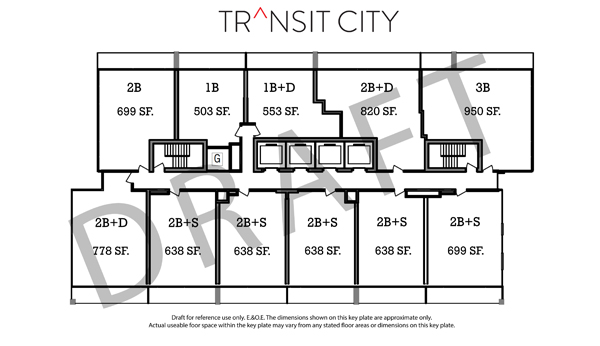 TRANSIT CITY
2B 1B 1B+D 2B+D 3B
699 SF. 503 SF. 553 SF. 820 SF. 950 SF.
G
DRAFT
2B+D 2B+S 2B+S 2B+S 2B+S 2B+S
778 SF. 638 SF. 638 SF. 638 SF. 638 SF. 699 SF.
Draft for reference use only. E.&O.E. The dimensions shown on this key plate are approximate only.
Actual useable foor space within the key plate may vary from any stated floor areas or dimensions on this key plate.